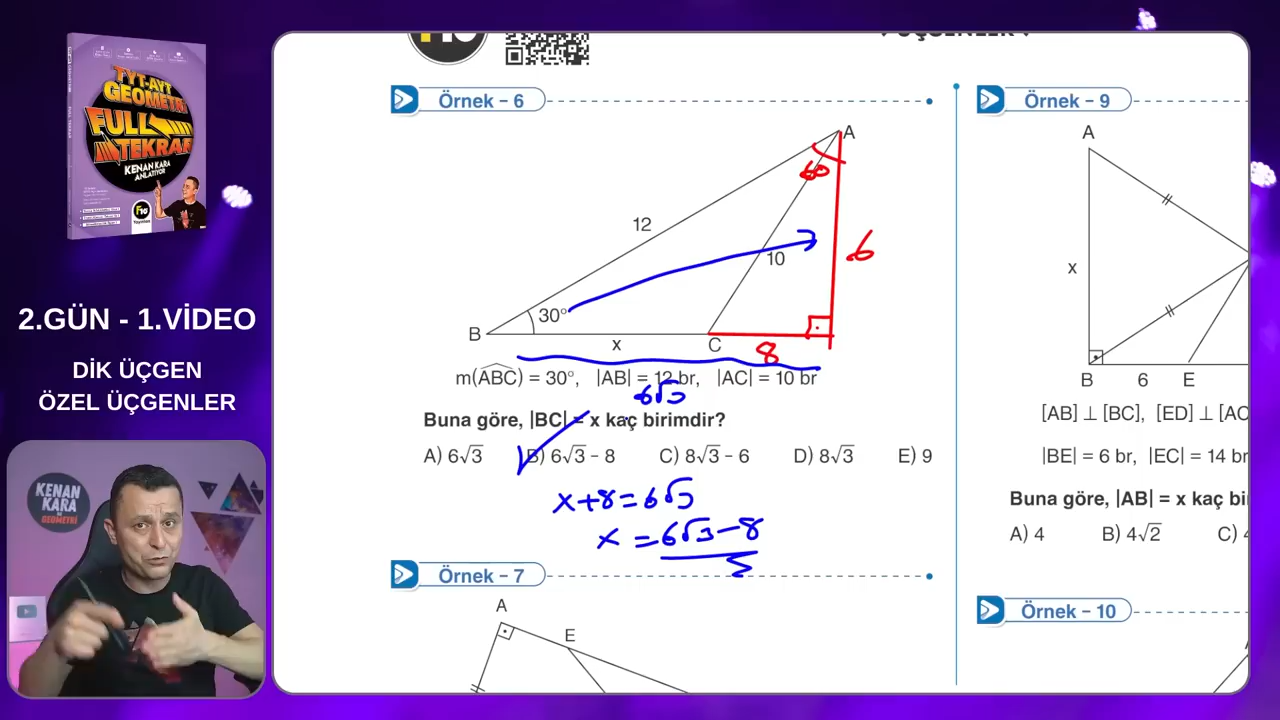 TYT-AYT
GEOMETRİ
FULL
TEKRAR
KENAN KARA
ANLATIYOR
F10
Yayınları
2.GÜN - 1.VİDEO
DİK ÜÇGEN
ÖZEL ÜÇGENLER
KENAN
KARA
GEOMETRİ
ÜÇGENLER
Örnek – 6
A
60
12
10
6
30°
B
x
C
8
m(ABC) = 30°, |AB| = 12 br, |AC| = 10 br
6√3
Buna göre, |BC| = x kaç birimdir?
A) 6√3 B) 6√3 – 8 C) 8√3 – 6 D) 8√3 E) 9
x+8=6√3
x =6√3–8
Örnek – 7
A
E
Örnek – 9
A
x
B 6 E
[AB] ⊥ [BC], [ED] ⊥ [AC
|BE| = 6 br, |EC| = 14 br
Buna göre, |AB| = x kaç bi
A) 4 B) 4√2 C) 4
Örnek – 10